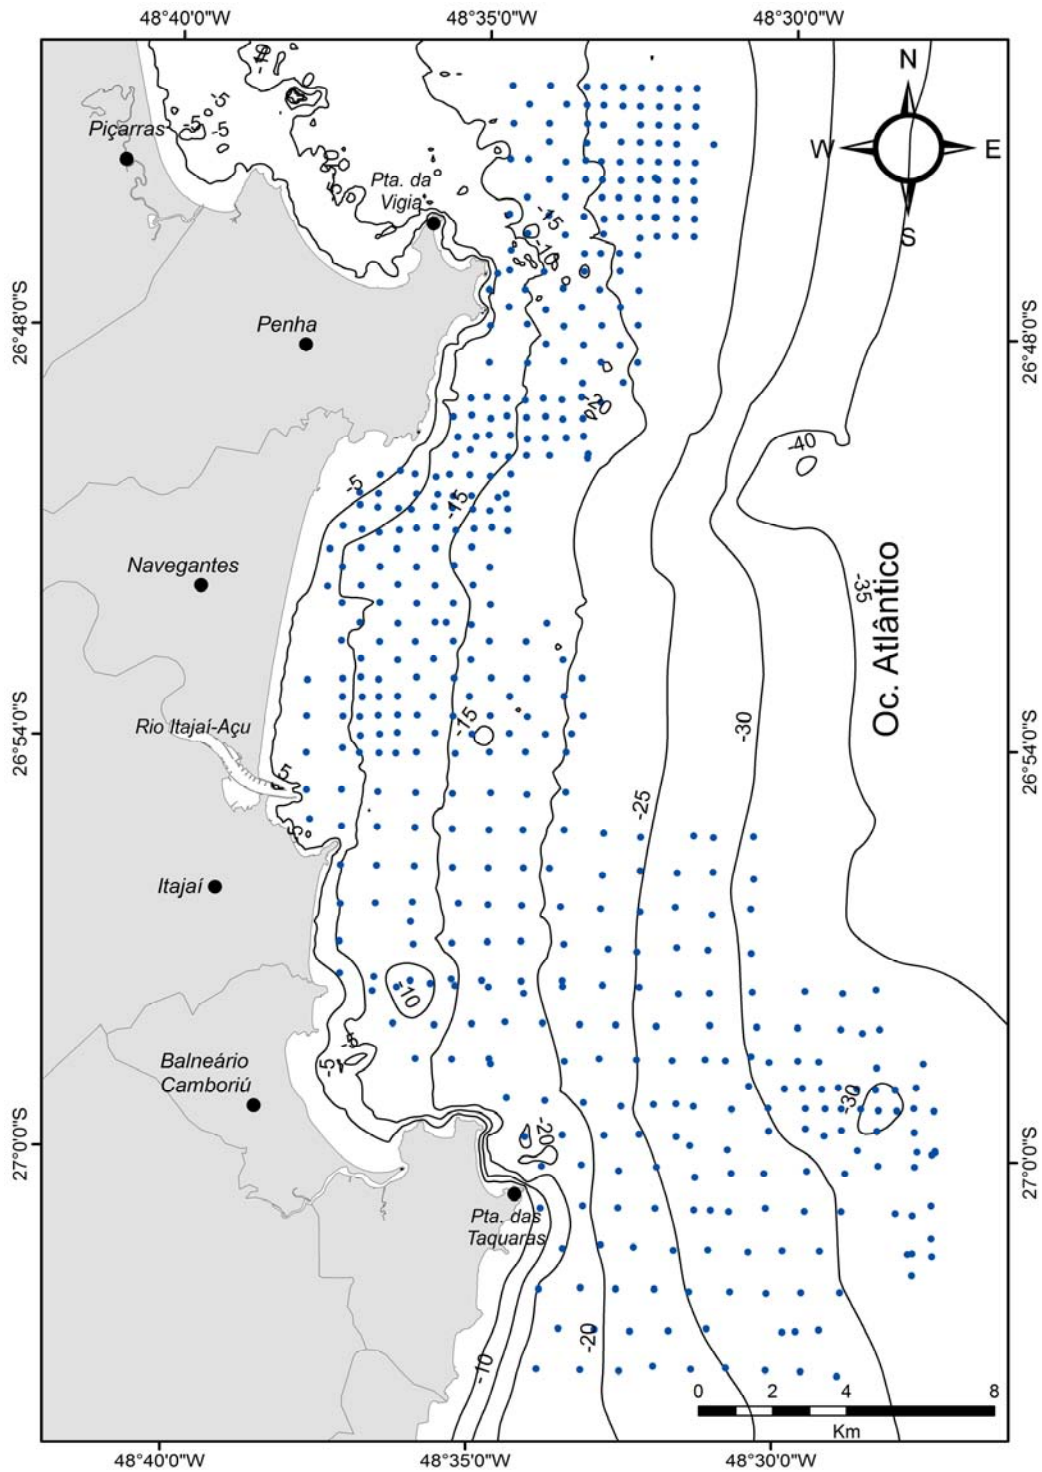 48°40'0"W
48°35'0"W
48°30'0"W
N
W
E
S
-5
-5
-5
Piçarras
Pta. da
Vigia
-5
-15
-10
26°48'0"S
Penha
26°48'0"S
-20
-40
-5
-15
Navegantes
-35
Oc. Atlântico
Rio Itajaí-Açu
-15
-30
26°54'0"S
26°54'0"S
-5
-25
-5
Itajaí
-10
-5
-5
Balneário
Camboriú
-30
-20
27°0'0"S
27°0'0"S
Pta. das
Taquaras
-20
-10
0 2 4 8
Km
48°40'0"W
48°35'0"W
48°30'0"W